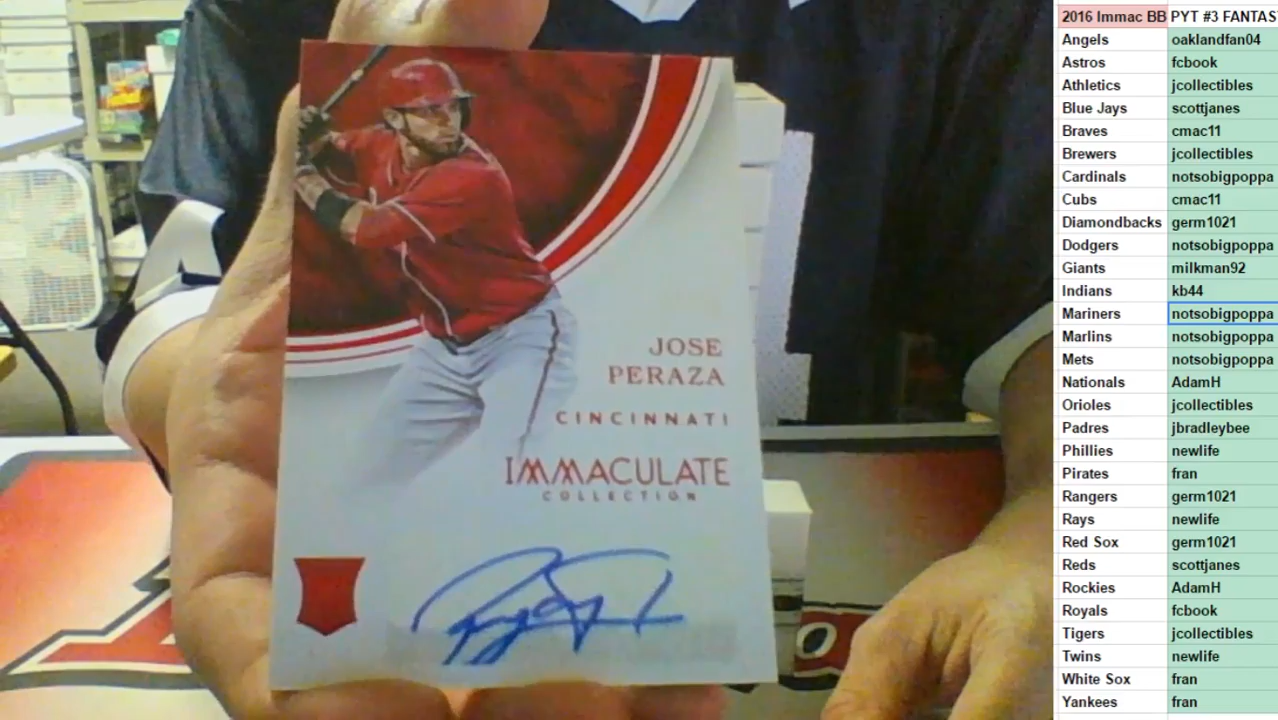 JOSE
PERAZA
CINCINNATI
IMMACULATE
COLLECTION
2016 Immac BB PYT #3 FANTAS
Angels oaklandfan04
Astros fcbook
Athletics jcollectibles
Blue Jays scottjanes
Braves cmac11
Brewers jcollectibles
Cardinals notsobigpoppa
Cubs cmac11
Diamondbacks germ1021
Dodgers notsobigpoppa
Giants milkman92
Indians kb44
Mariners notsobigpoppa
Marlins notsobigpoppa
Mets notsobigpoppa
Nationals AdamH
Orioles jcollectibles
Padres jbradleybee
Phillies newlife
Pirates fran
Rangers germ1021
Rays newlife
Red Sox germ1021
Reds scottjanes
Rockies AdamH
Royals fcbook
Tigers jcollectibles
Twins newlife
White Sox fran
Yankees fran